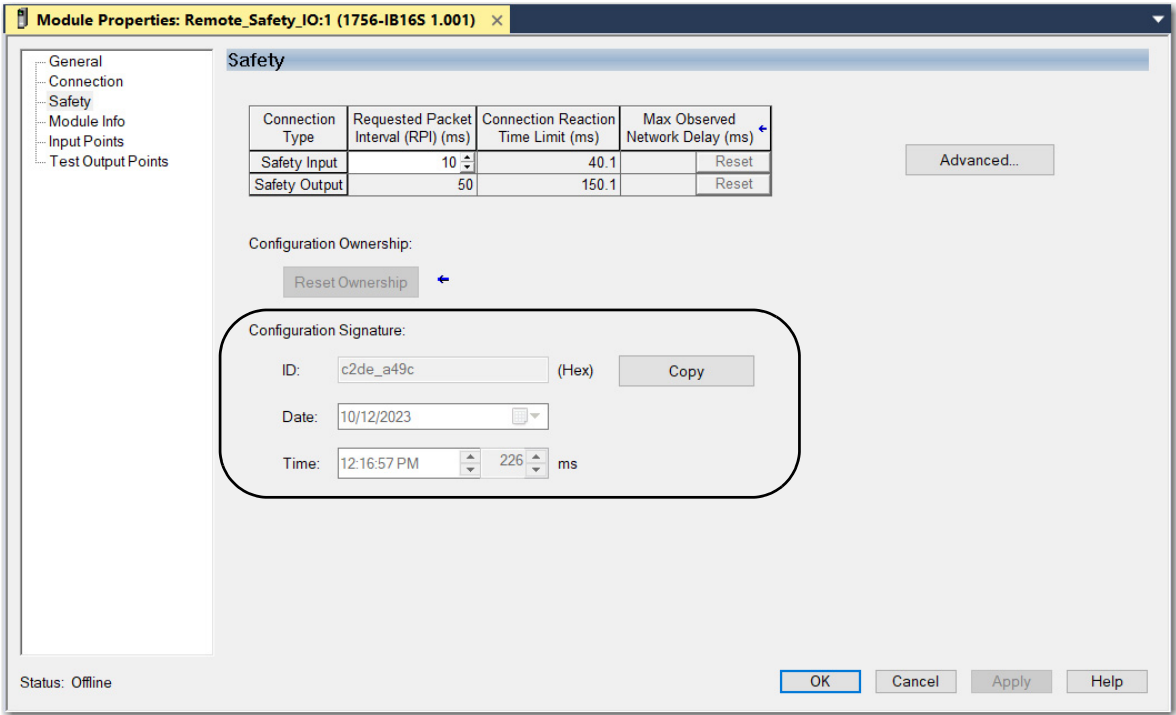 Module Properties: Remote_Safety_IO:1 (1756-IB16S 1.001)
General
Connection
Safety
Module Info
Input Points
Test Output Points
Safety
Connection Type Requested Packet Interval (RPI) (ms) Connection Reaction Time Limit (ms) Max Observed Network Delay (ms)
Safety Input 10 40.1 Reset
Safety Output 50 150.1 Reset
Advanced...
Configuration Ownership:
Reset Ownership
Configuration Signature:
ID: c2de_a49c (Hex) Copy
Date: 10/12/2023
Time: 12:16:57 PM 226 ms
Status: Offline
OK Cancel Apply Help